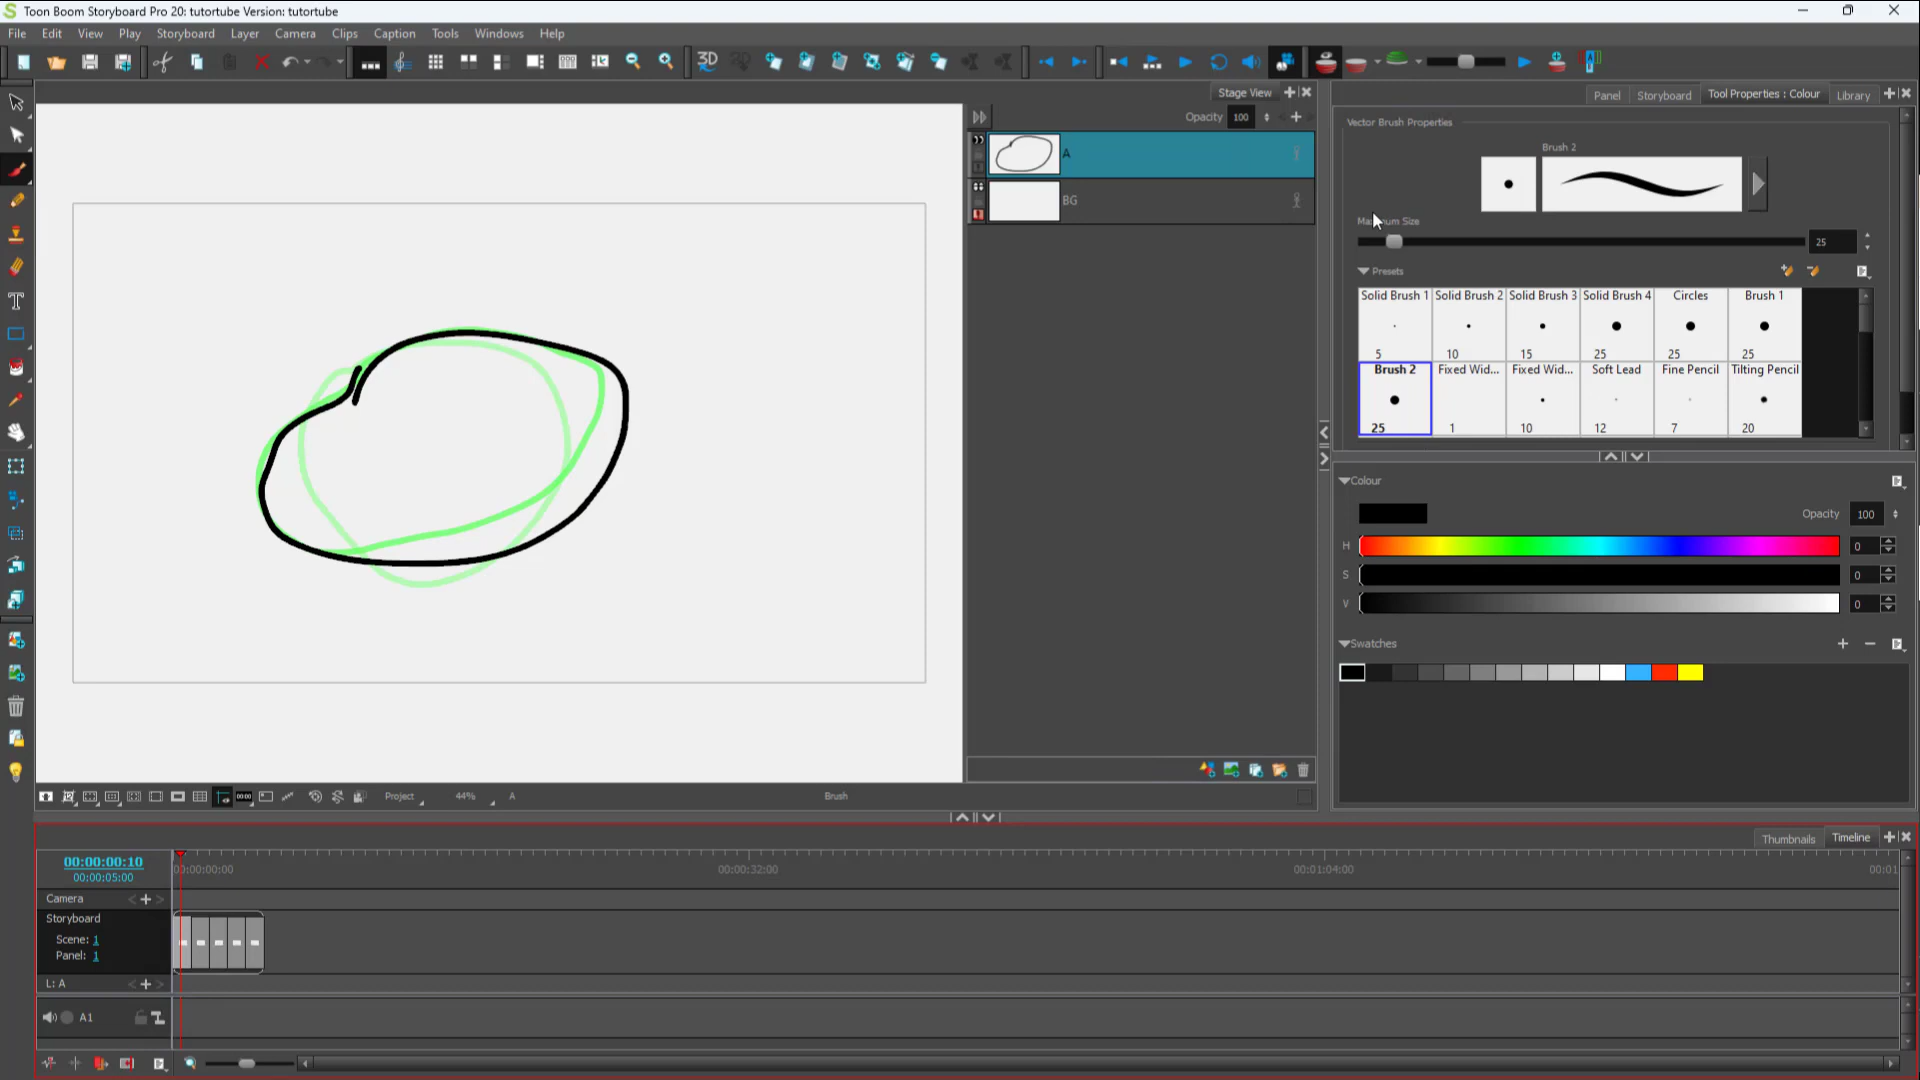 Toon Boom Storyboard Pro 20: tutortube Version: tutortube
File Edit View Play Storyboard Layer Camera Clips Caption Tools Windows Help
3D
Stage View
Opacity 100
A
BG
Panel Storyboard Tool Properties : Colour Library
Vector Brush Properties
Brush 2
Size
25
Presets
Solid Brush 1 Solid Brush 2 Solid Brush 3 Solid Brush 4 Circles Brush 1
5 10 15 25 25 25
Brush 2 Fixed Wid... Fixed Wid... Soft Lead Fine Pencil Tilting Pencil
25 1 10 12 7 20
Colour
Opacity 100
H 0
S 0
V 0
Swatches
Project 44% A Brush
Thumbnails Timeline
00:00:00:10
00:00:05:00
00:00:32:00 00:01:04:00 00:01
Camera
Storyboard
Scene: 1
Panel: 1
L: A
A1